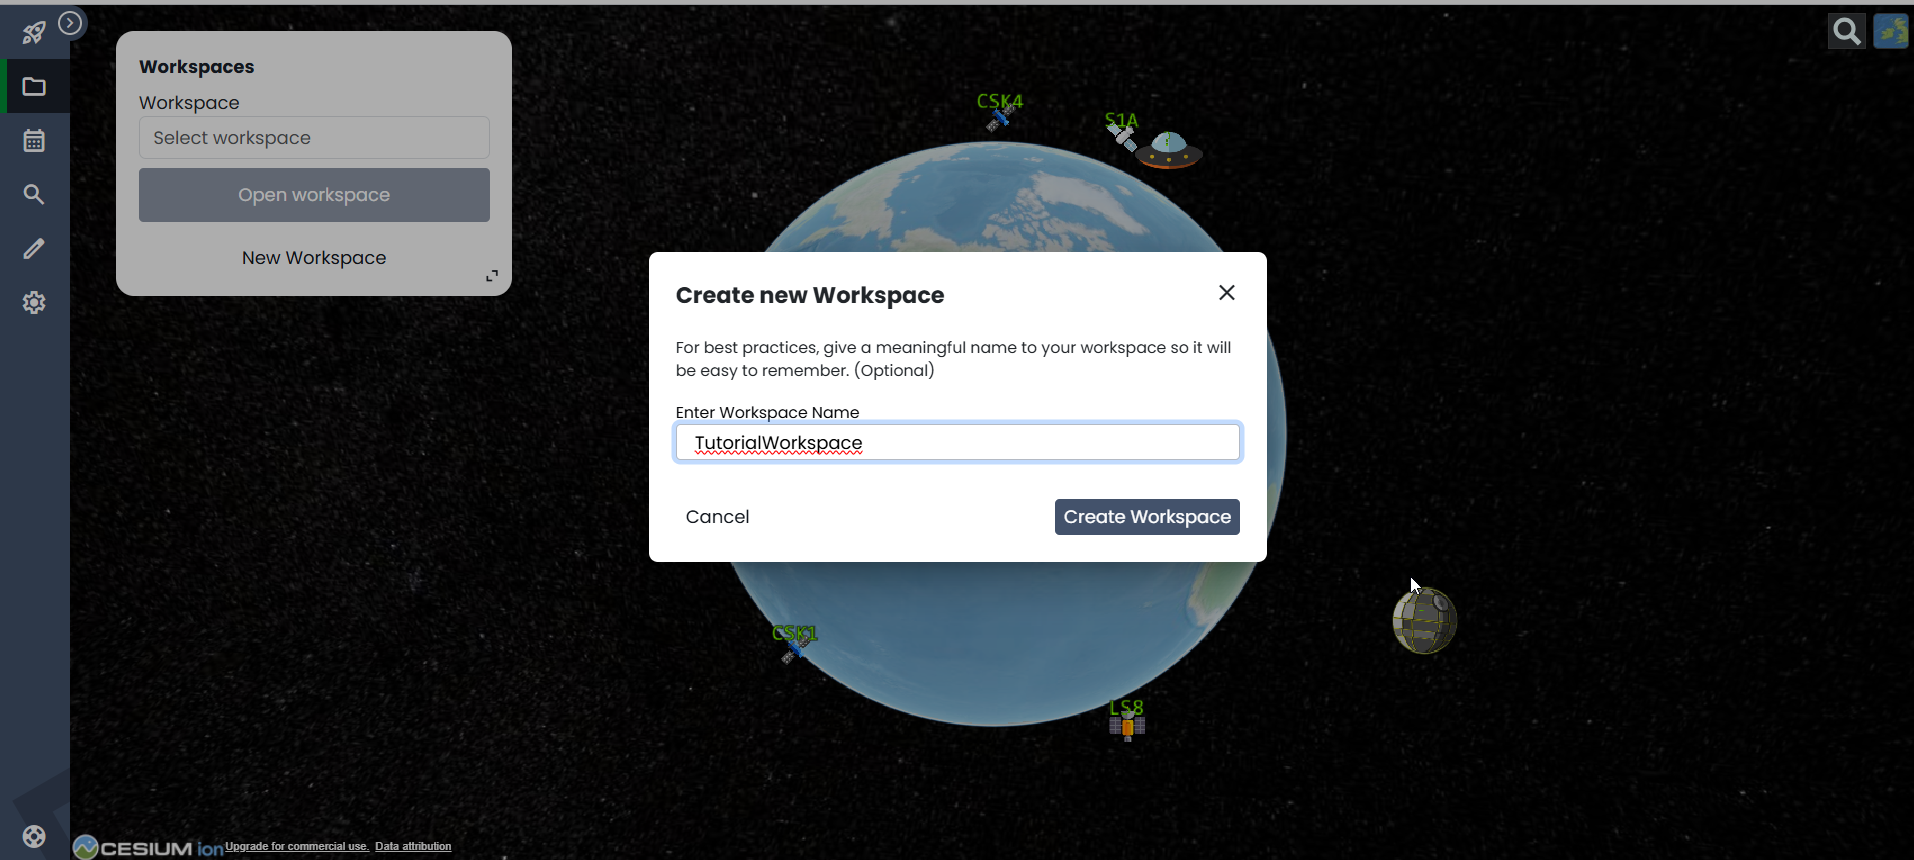 Workspaces
Workspace
Select workspace
Open workspace
New Workspace
CSK4
S1A
Create new Workspace
For best practices, give a meaningful name to your workspace so it will
be easy to remember. (Optional)
Enter Workspace Name
TutorialWorkspace
Cancel
Create Workspace
CSK1
LS8
CESIUM ion Upgrade for commercial use. Data attribution